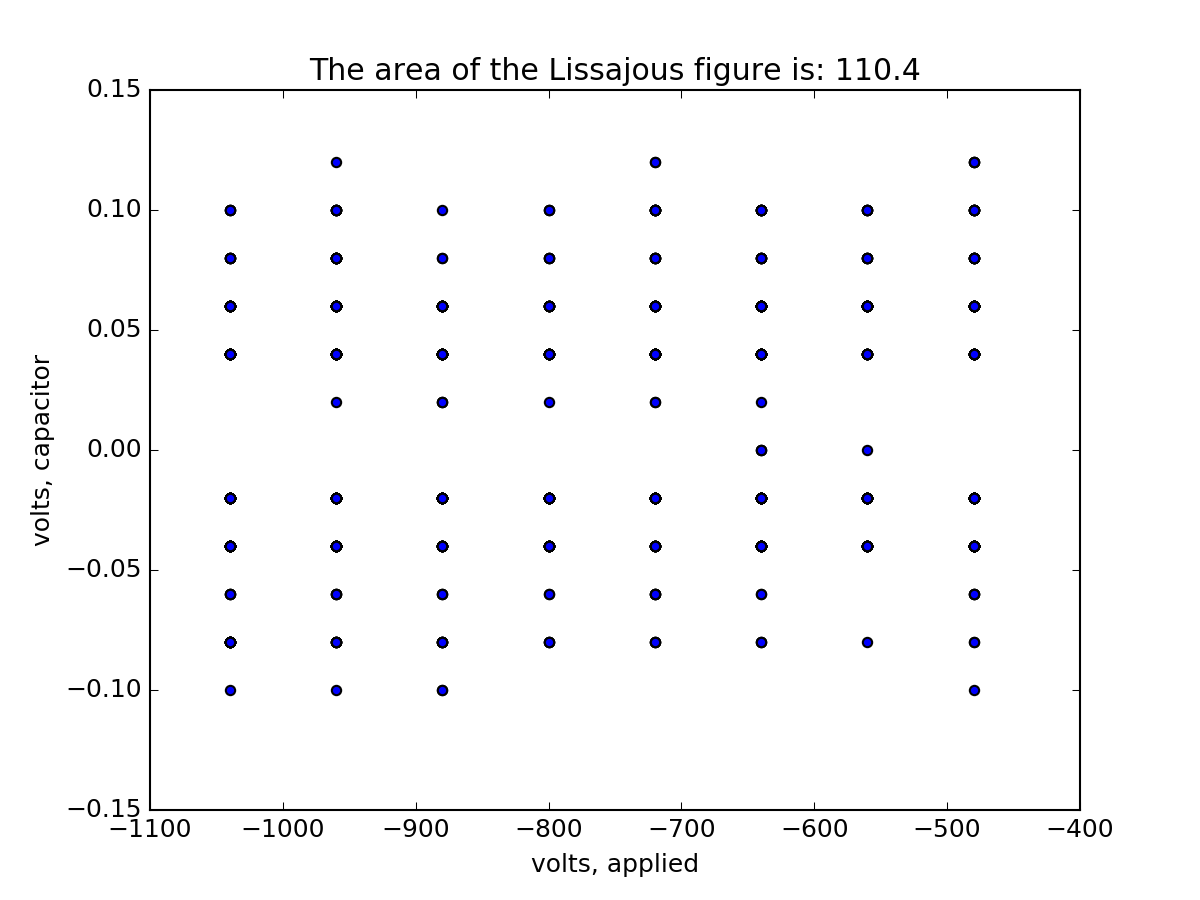 The area of the Lissajous figure is: 110.4
0.15
0.10
0.05
0.00
−0.05
−0.10
−0.15
volts, capacitor
−1100 −1000 −900 −800 −700 −600 −500 −400
volts, applied